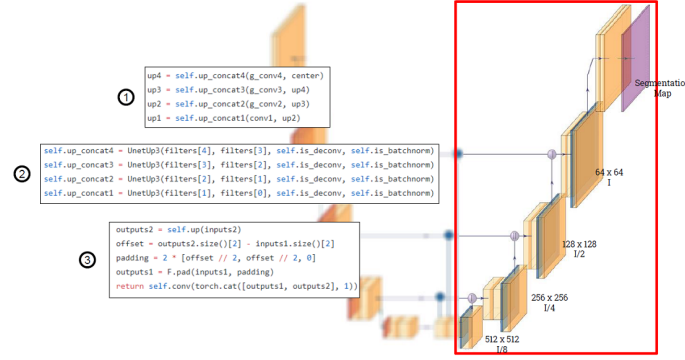 1
up4 = self.up_concat4(g_conv4, center)
up3 = self.up_concat3(g_conv3, up4)
up2 = self.up_concat2(g_conv2, up3)
up1 = self.up_concat1(conv1, up2)
2
self.up_concat4 = UnetUp3(filters[4], filters[3], self.is_deconv, self.is_batchnorm)
self.up_concat3 = UnetUp3(filters[3], filters[2], self.is_deconv, self.is_batchnorm)
self.up_concat2 = UnetUp3(filters[2], filters[1], self.is_deconv, self.is_batchnorm)
self.up_concat1 = UnetUp3(filters[1], filters[0], self.is_deconv, self.is_batchnorm)
3
outputs2 = self.up(inputs2)
offset = outputs2.size()[2] - inputs1.size()[2]
padding = 2 * [offset // 2, offset // 2, 0]
outputs1 = F.pad(inputs1, padding)
return self.conv(torch.cat([outputs1, outputs2], 1))
Segmentatio
Map
64 x 64
I
128 x 128
I/2
256 x 256
I/4
512 x 512
I/8